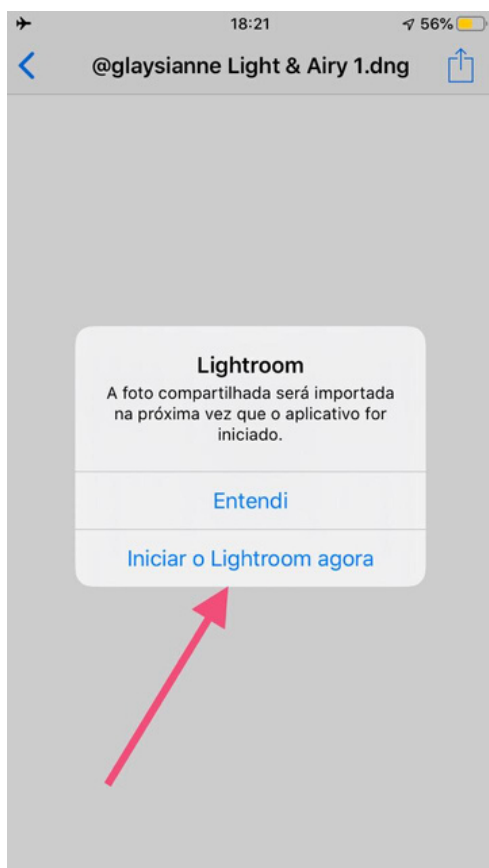 18:21
56%
@glaysianne Light & Airy 1.dng
Lightroom
A foto compartilhada será importada
na próxima vez que o aplicativo for
iniciado.
Entendi
Iniciar o Lightroom agora